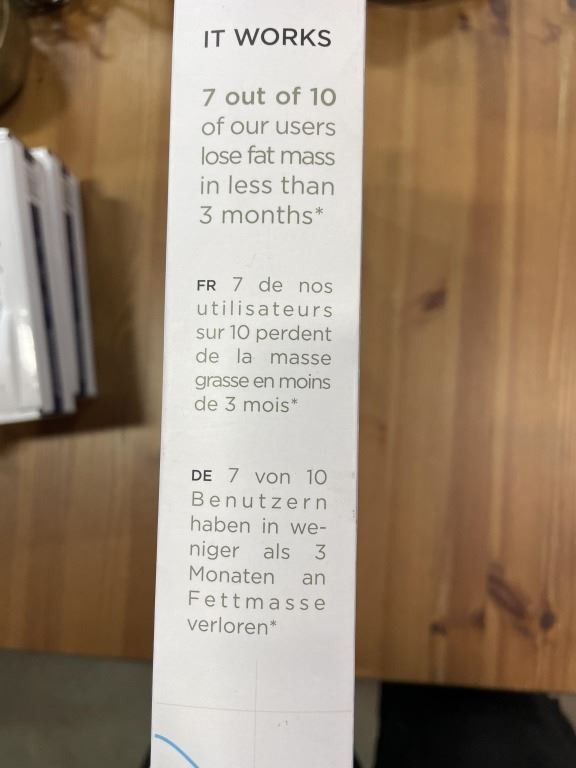 IT WORKS
7 out of 10
of our users
lose fat mass
in less than
3 months*
FR 7 de nos
utilisateurs
sur 10 perdent
de la masse
grasse en moins
de 3 mois*
DE 7 von 10
Benutzern
haben in we-
niger als 3
Monaten an
Fettmasse
verloren*